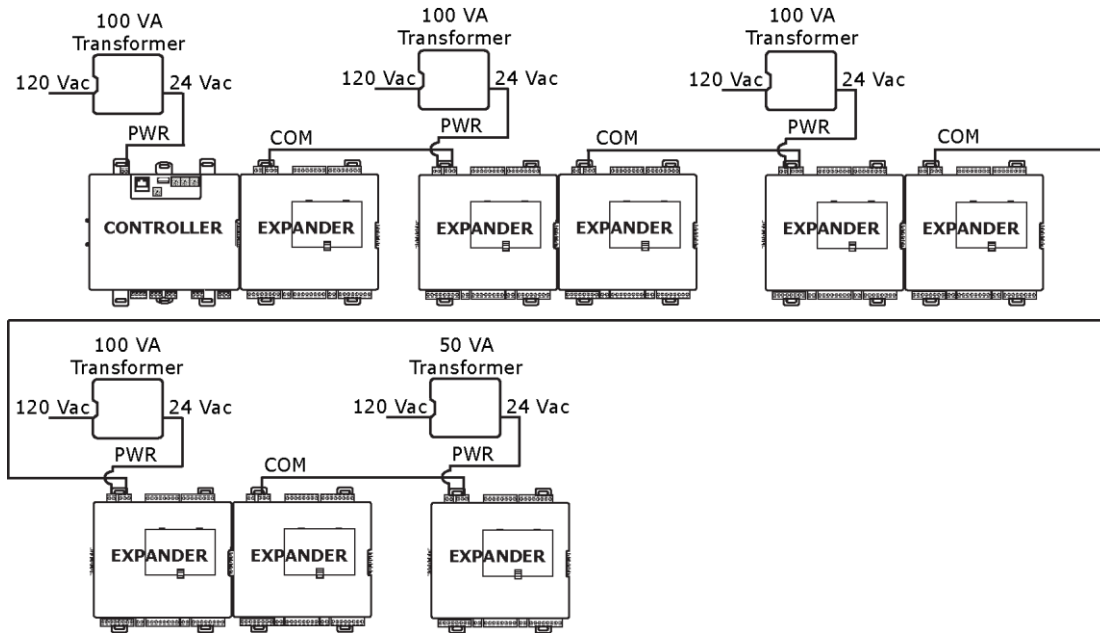 100 VA
Transformer
120 Vac
24 Vac
PWR
100 VA
Transformer
120 Vac
24 Vac
PWR
100 VA
Transformer
120 Vac
24 Vac
PWR
COM
COM
COM
CONTROLLER
EXPANDER
EXPANDER
EXPANDER
EXPANDER
EXPANDER
100 VA
Transformer
120 Vac
24 Vac
PWR
50 VA
Transformer
120 Vac
24 Vac
PWR
COM
EXPANDER
EXPANDER
EXPANDER